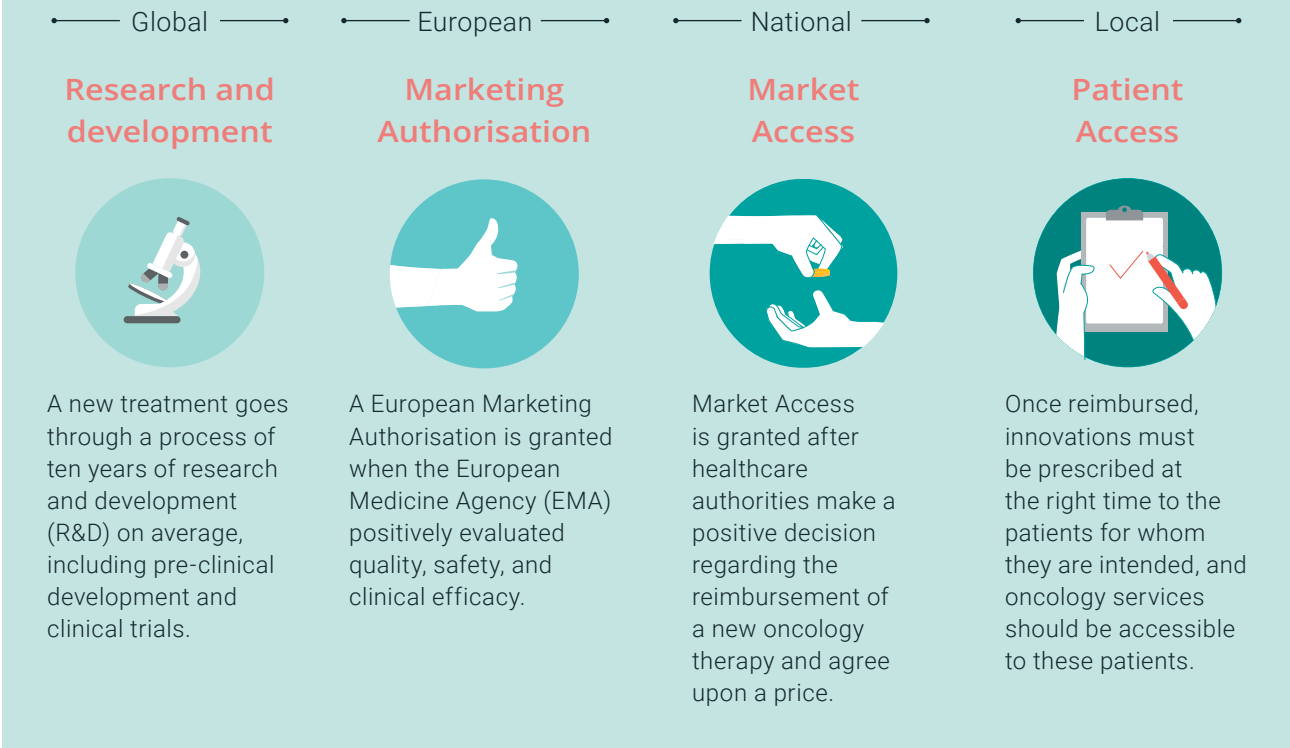 Global
Research and
development
A new treatment goes
through a process of
ten years of research
and development
(R&D) on average,
including pre-clinical
development and
clinical trials.
European
Marketing
Authorisation
A European Marketing
Authorisation is granted
when the European
Medicine Agency (EMA)
positively evaluated
quality, safety, and
clinical efficacy.
National
Market
Access
Market Access
is granted after
healthcare
authorities make a
positive decision
regarding the
reimbursement of
a new oncology
therapy and agree
upon a price.
Local
Patient
Access
Once reimbursed,
innovations must
be prescribed at
the right time to the
patients for whom
they are intended, and
oncology services
should be accessible
to these patients.